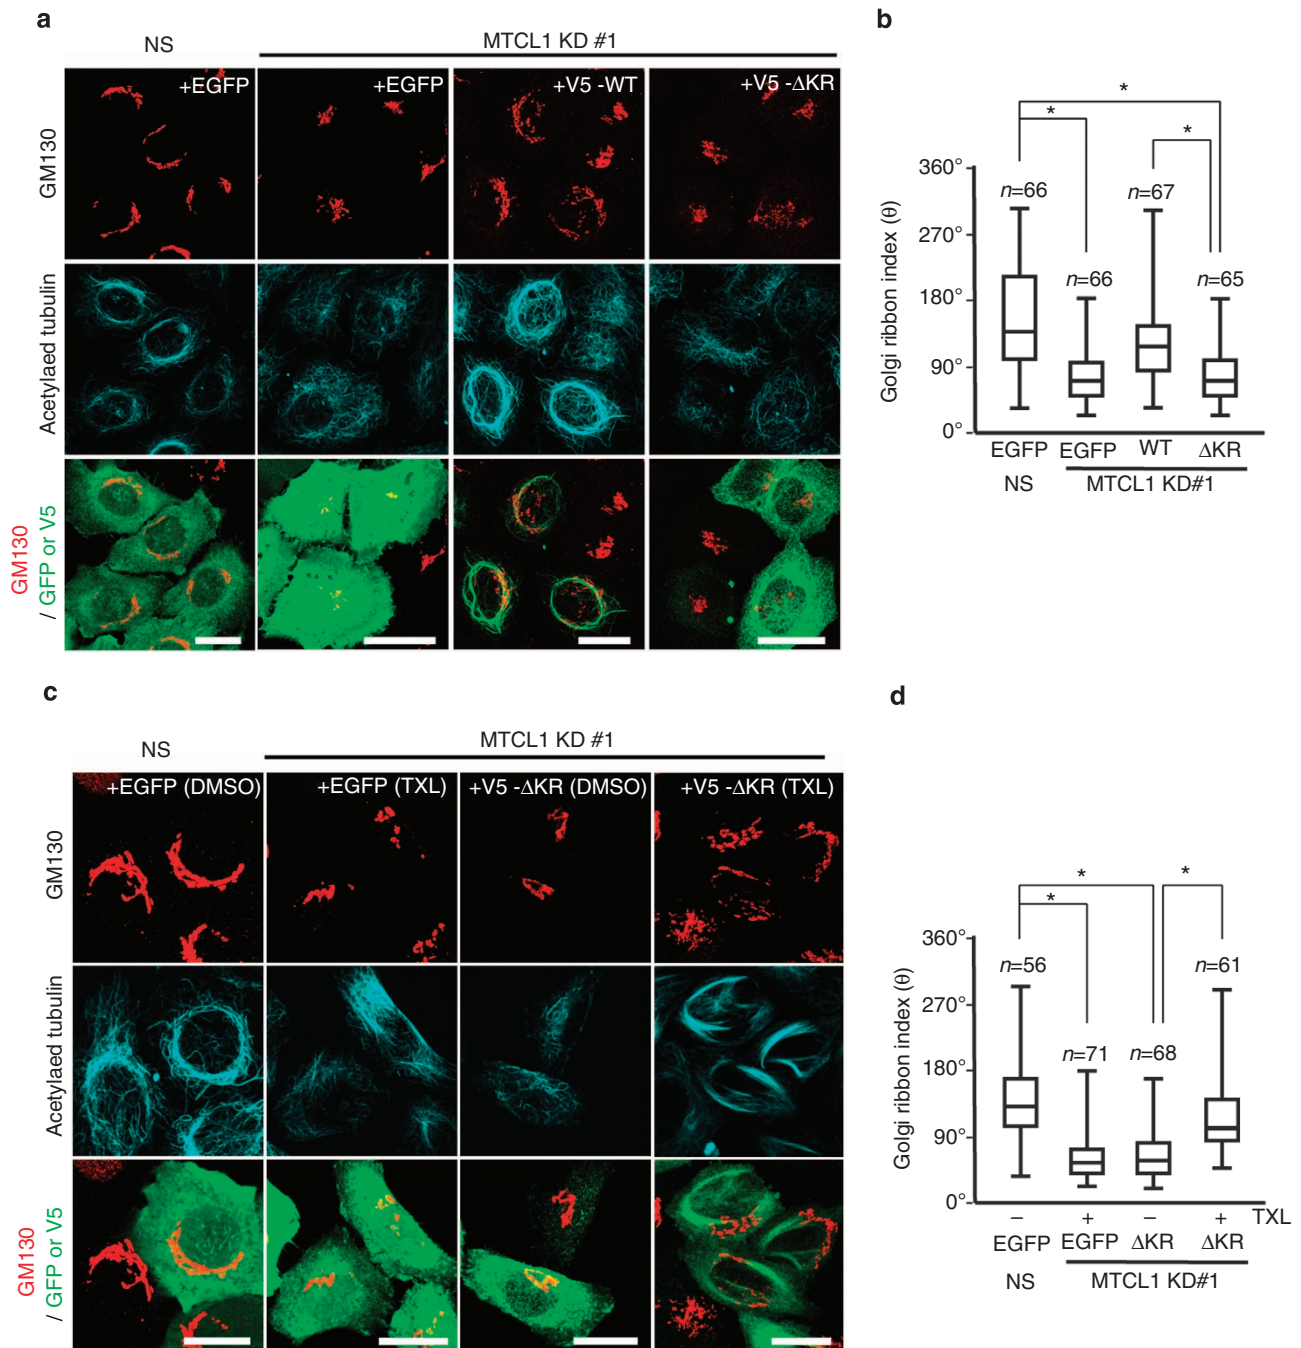 a
NS
MTCL1 KD #1
+EGFP
+EGFP
+V5 -WT
+V5 -ΔKR
GM130
Acetylaed tubulin
GM130
/ GFP or V5
b
*
*
*
Golgi ribbon index (θ)
360°
270°
180°
90°
0°
n=66
n=66
n=67
n=65
EGFP
EGFP
WT
ΔKR
NS
MTCL1 KD#1
c
NS
MTCL1 KD #1
+EGFP (DMSO)
+EGFP (TXL)
+V5 -ΔKR (DMSO)
+V5 -ΔKR (TXL)
GM130
Acetylaed tubulin
GM130
/ GFP or V5
d
*
*
*
Golgi ribbon index (θ)
360°
270°
180°
90°
0°
n=56
n=71
n=68
n=61
– + – + TXL
EGFP
EGFP
ΔKR
ΔKR
NS
MTCL1 KD#1